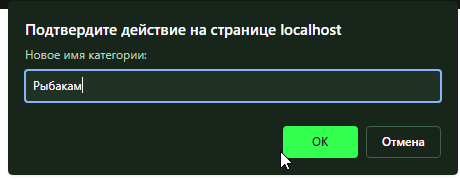 Подтвердите действие на странице localhost
Новое имя категории:
Рыбакам
OK
Отмена